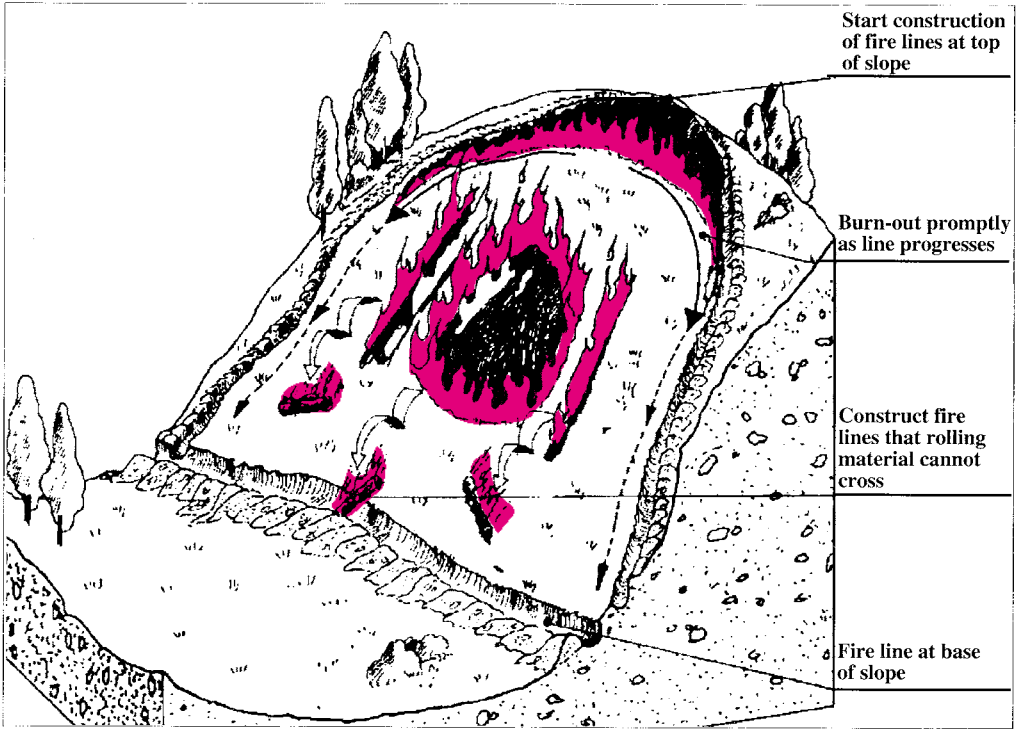 Start construction
of fire lines at top
of slope
Burn-out promptly
as line progresses
Construct fire
lines that rolling
material cannot
cross
Fire line at base
of slope